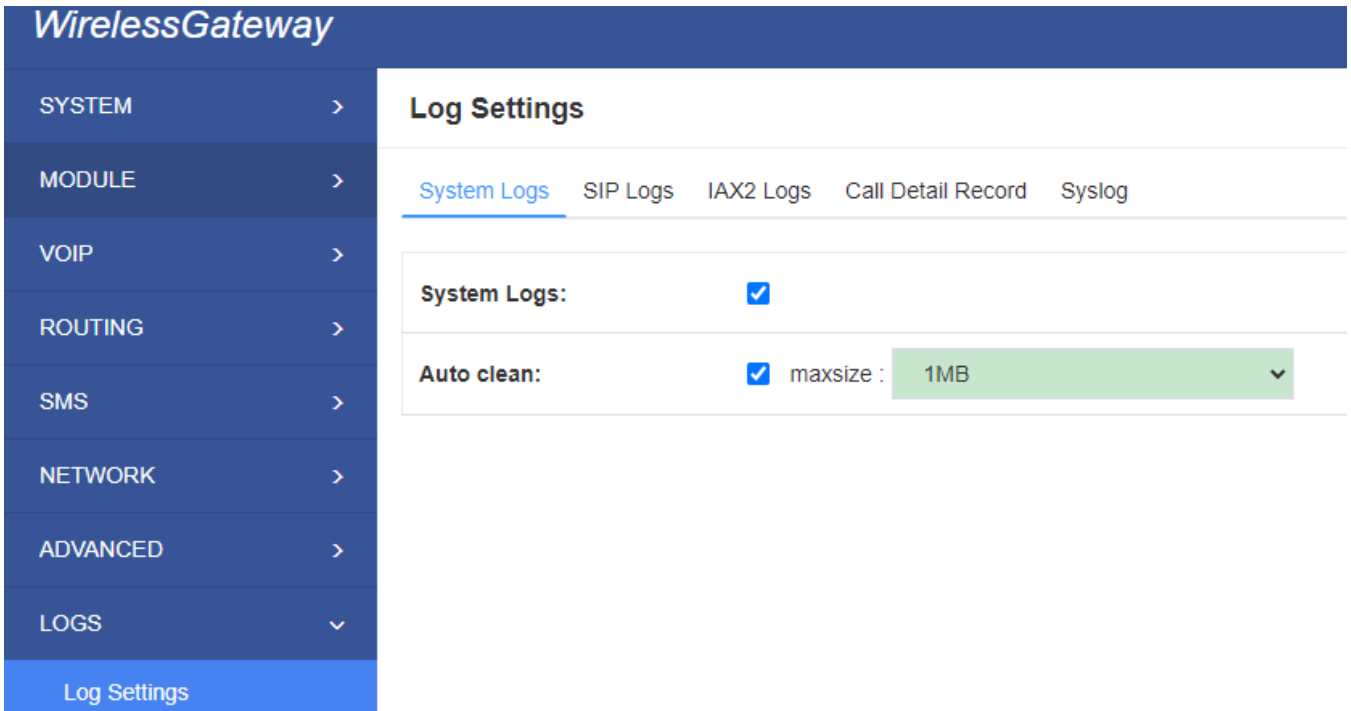 WirelessGateway
SYSTEM
MODULE
VOIP
ROUTING
SMS
NETWORK
ADVANCED
LOGS
Log Settings
Log Settings
System Logs SIP Logs IAX2 Logs Call Detail Record Syslog
System Logs:
Auto clean: maxsize : 1MB